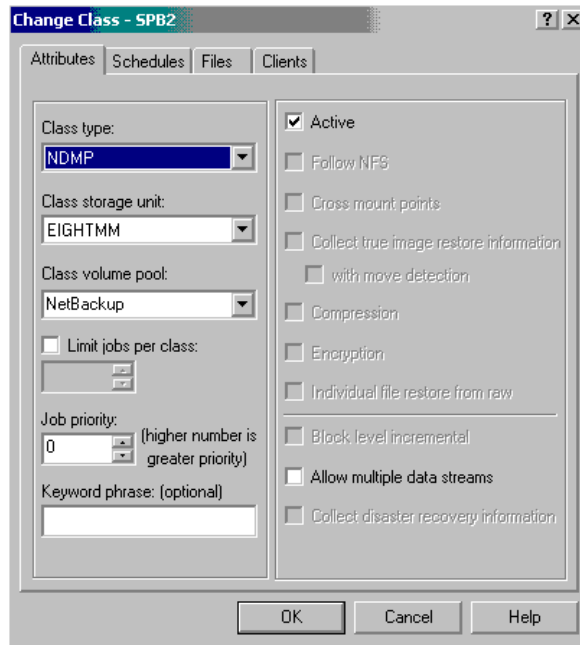 Change Class - SPB2
Attributes
Schedules
Files
Clients
Class type:
NDMP
Class storage unit:
EIGHTMM
Class volume pool:
NetBackup
Limit jobs per class:
Job priority:
0
(higher number is
greater priority)
Keyword phrase: (optional)
Active
Follow NFS
Cross mount points
Collect true image restore information
with move detection
Compression
Encryption
Individual file restore from raw
Block level incremental
Allow multiple data streams
Collect disaster recovery information
OK
Cancel
Help